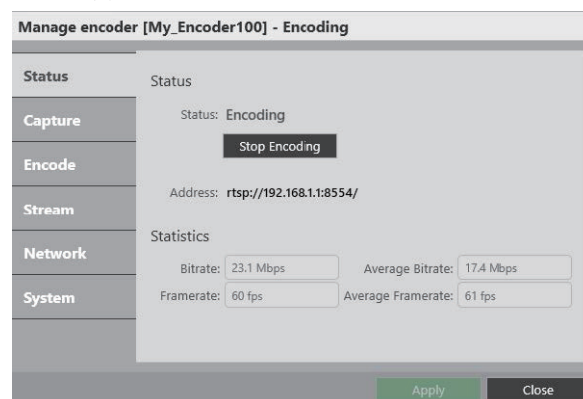 Manage encoder [My_Encoder100] - Encoding
Status
Capture
Encode
Stream
Network
System
Status
Status: Encoding
Stop Encoding
Address: rtsp://192.168.1.1:8554/
Statistics
Bitrate: 23.1 Mbps Average Bitrate: 17.4 Mbps
Framerate: 60 fps Average Framerate: 61 fps
Apply Close